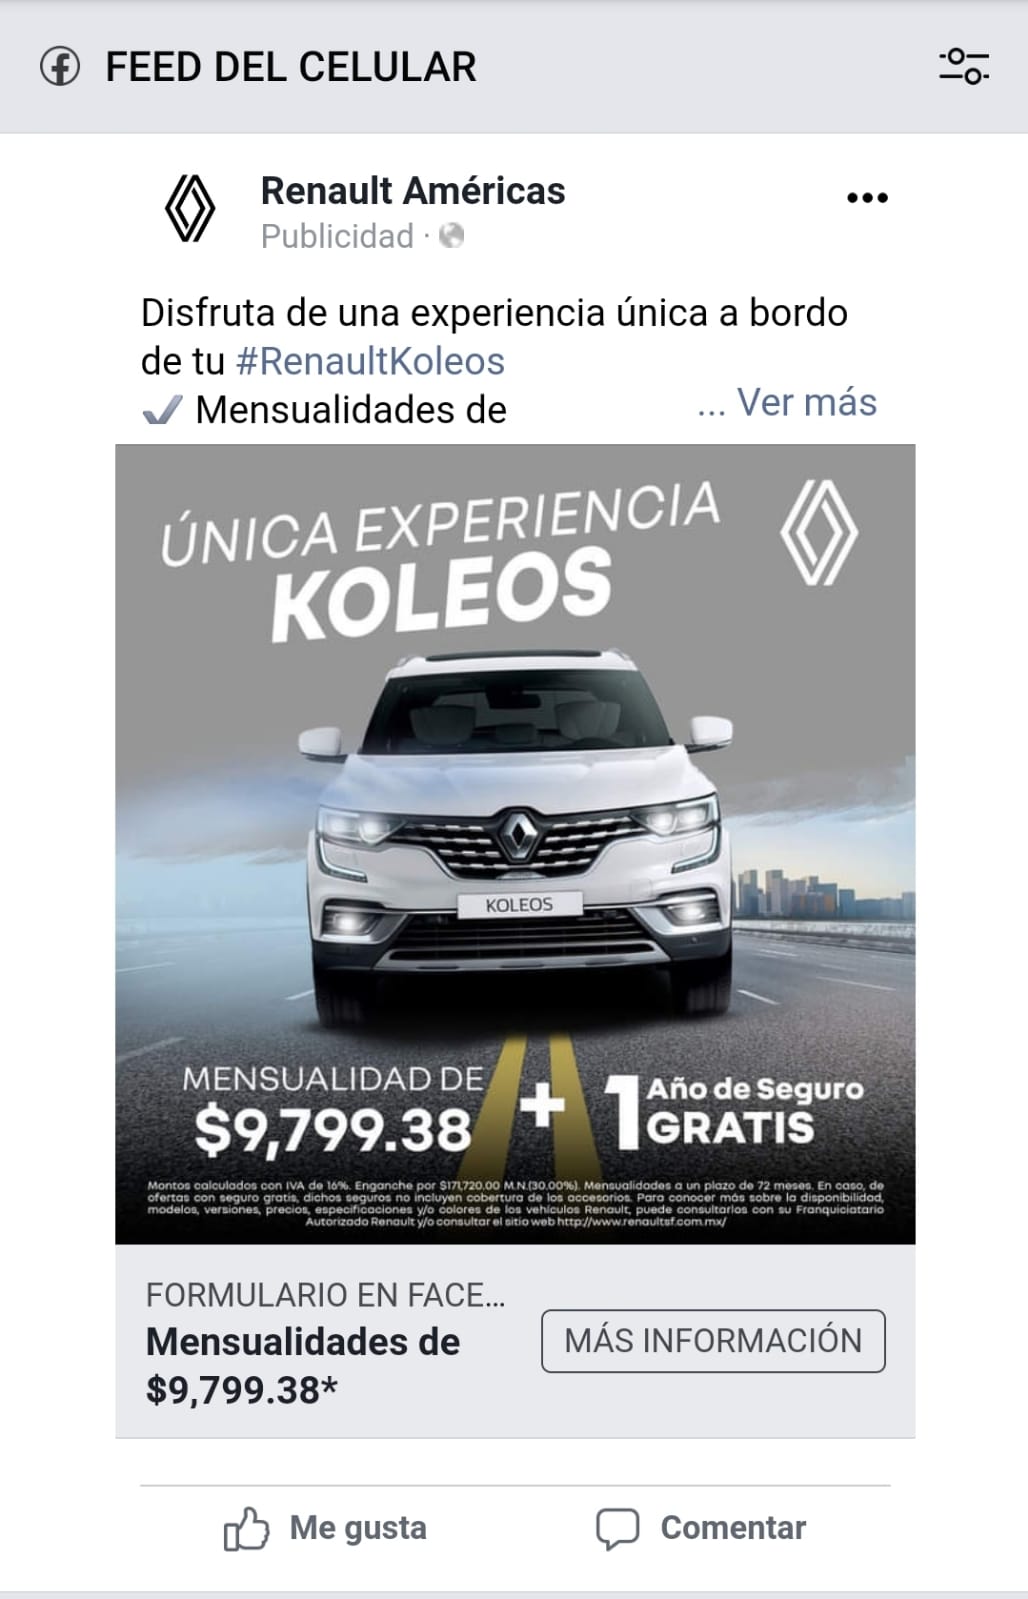 FEED DEL CELULAR
Renault Américas
Publicidad ·
Disfruta de una experiencia única a bordo
de tu #RenaultKoleos
Mensualidades de
... Ver más
ÚNICA EXPERIENCIA
KOLEOS
KOLEOS
MENSUALIDAD DE
$9,799.38
+
1 Año de Seguro
GRATIS
Montos calculados con IVA de 16%. Enganche por $171,720.00 M.N.(30.00%). Mensualidades a un plazo de 72 meses. En caso, de
ofertas con seguro gratis, dichos seguros no incluyen cobertura de los accesorios. Para conocer más sobre la disponibilidad,
modelos, versiones, precios, especificaciones y/o colores de los vehículos Renault, puede consultarlos con su Franquiciatario
Autorizado Renault y/o consultar el sitio web http://www.renaultsf.com.mx/
FORMULARIO EN FACE...
Mensualidades de
$9,799.38*
MÁS INFORMACIÓN
Me gusta
Comentar